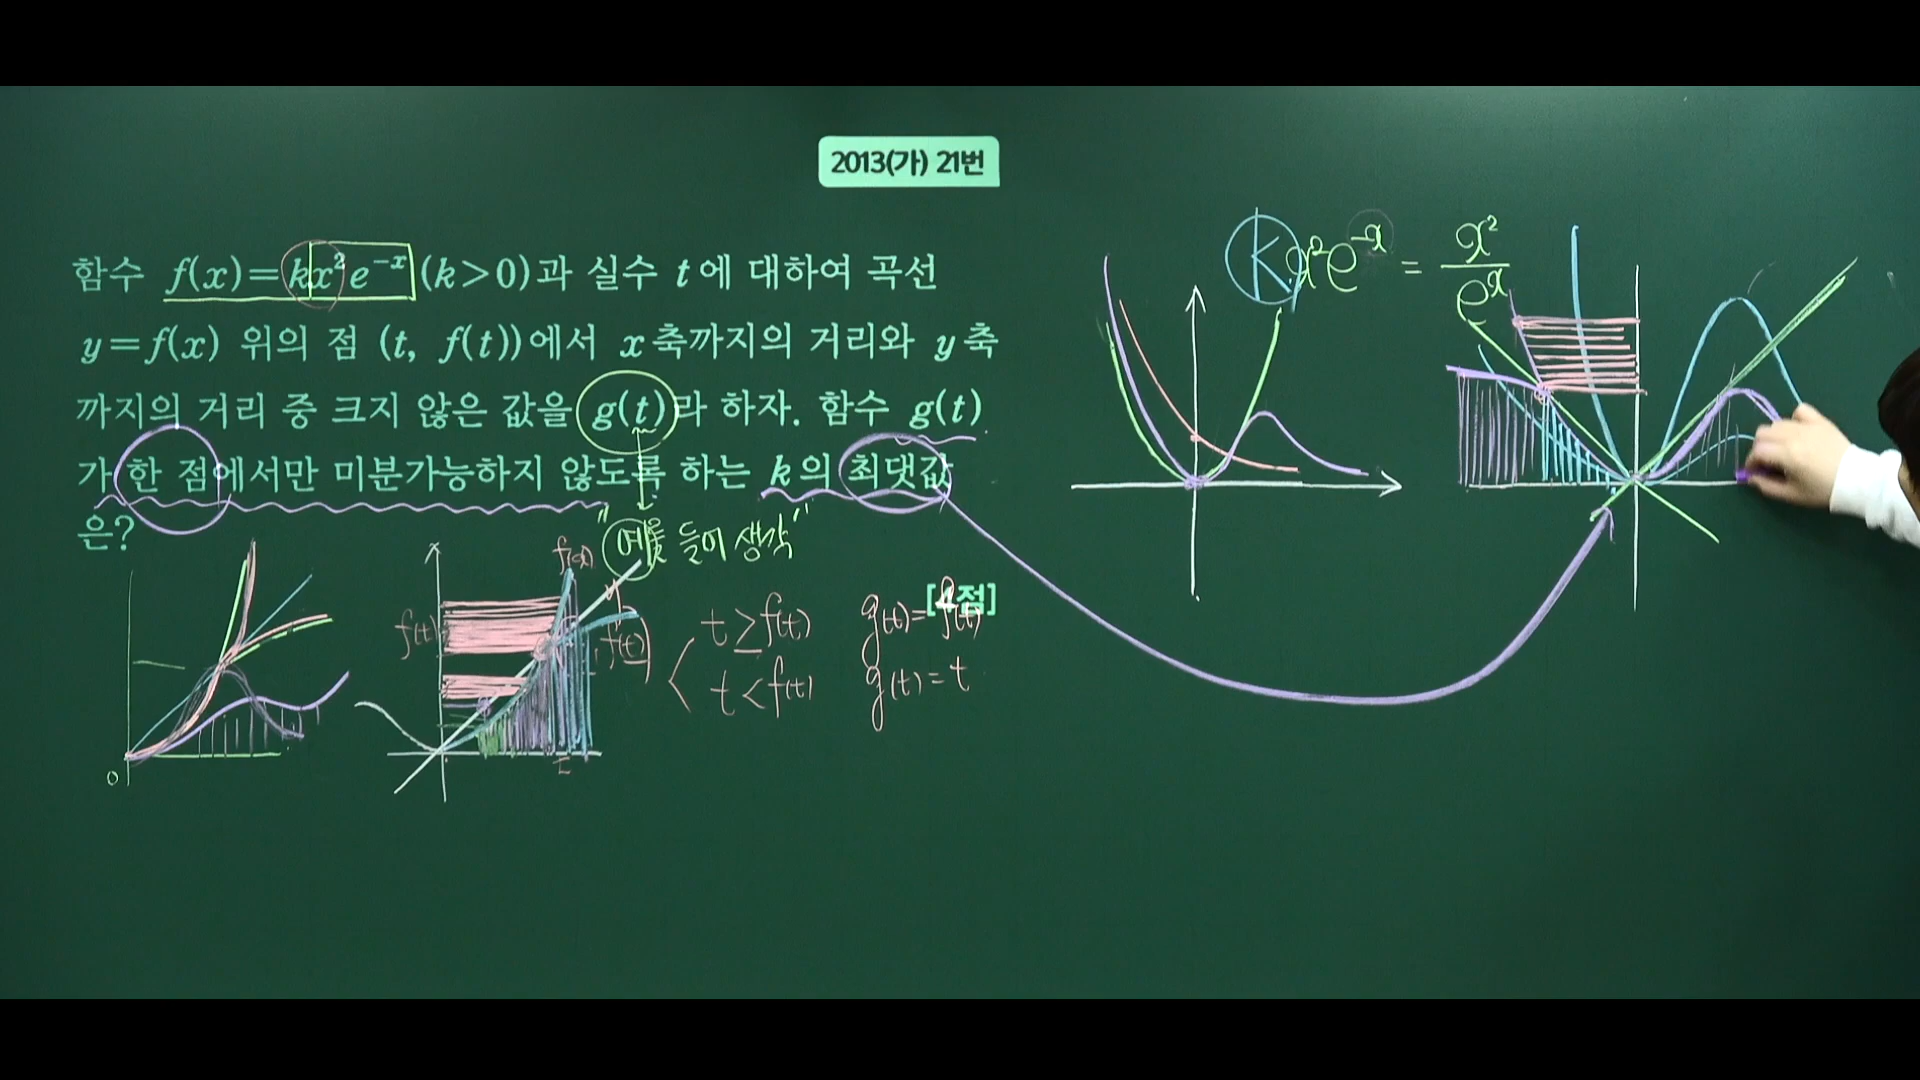 2013(가) 21번
함수 f(x)=kx²e⁻ˣ (k>0)과 실수 t에 대하여 곡선
y=f(x) 위의 점 (t, f(t))에서 x축까지의 거리와 y축
까지의 거리 중 크지 않은 값을 g(t)라 하자. 함수 g(t)
가 한 점에서만 미분가능하지 않도록 하는 k의 최댓값
은?
[4점]
"예를 들어 생각"
t≥f(t) g(t)=f(t)
t<f(t) g(t)=t
0
f(t)
f(x)
f(t)
t
kx²e⁻ˣ = x²/eˣ